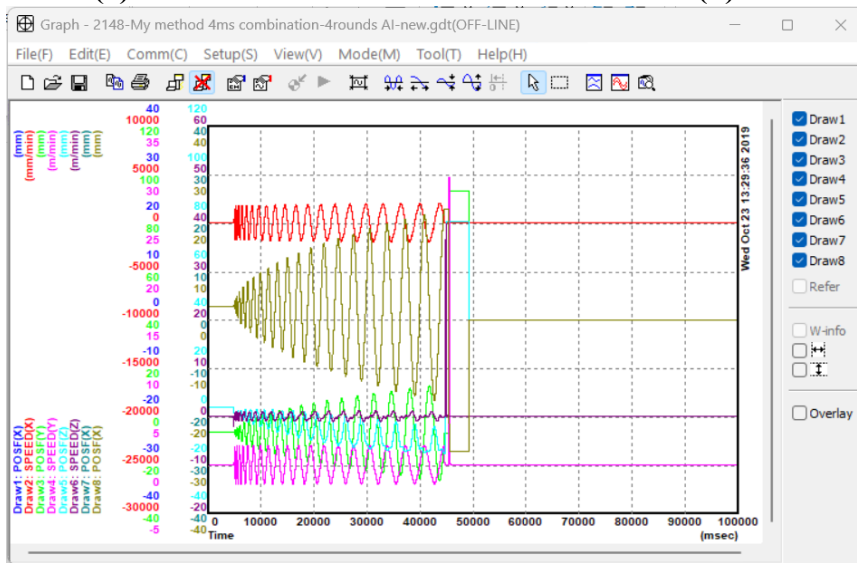 Graph - 2148-My method 4ms combination-4rounds AI-new.gdt(OFF-LINE)
File(F) Edit(E) Comm(C) Setup(S) View(V) Mode(M) Tool(T) Help(H)
Wed Oct 23 13:29:36 2019
(mm)
(mm/min)
(mm)
(m/min)
(mm)
(m/min)
(mm)
(mm)
Draw1: POSF(X)
Draw2: SPEED(X)
Draw3: POSF(Y)
Draw4: SPEED(Y)
Draw5: POSF(Z)
Draw6: SPEED(Z)
Draw7: POSF(X)
Draw8: POSF(X)
40 120
10000 60
120 40
35 40
30 100
5000 50
100 30
30 30
20 80
0 40
80 20
25 20
10 60
-5000 30
60 10
20 10
0 40
-10000 20
40 0
15 0
-10 20
-15000 10
20 -10
10 -10
-20 0
-20000 0
0 -20
5 -20
-30 -20
-25000 -10
-20 -30
0 -30
-40 -40
-30000 -20
-40 -40
-5 -40
0 10000 20000 30000 40000 50000 60000 70000 80000 90000 100000
Time (msec)
Draw1
Draw2
Draw3
Draw4
Draw5
Draw6
Draw7
Draw8
Refer
W-info
Overlay